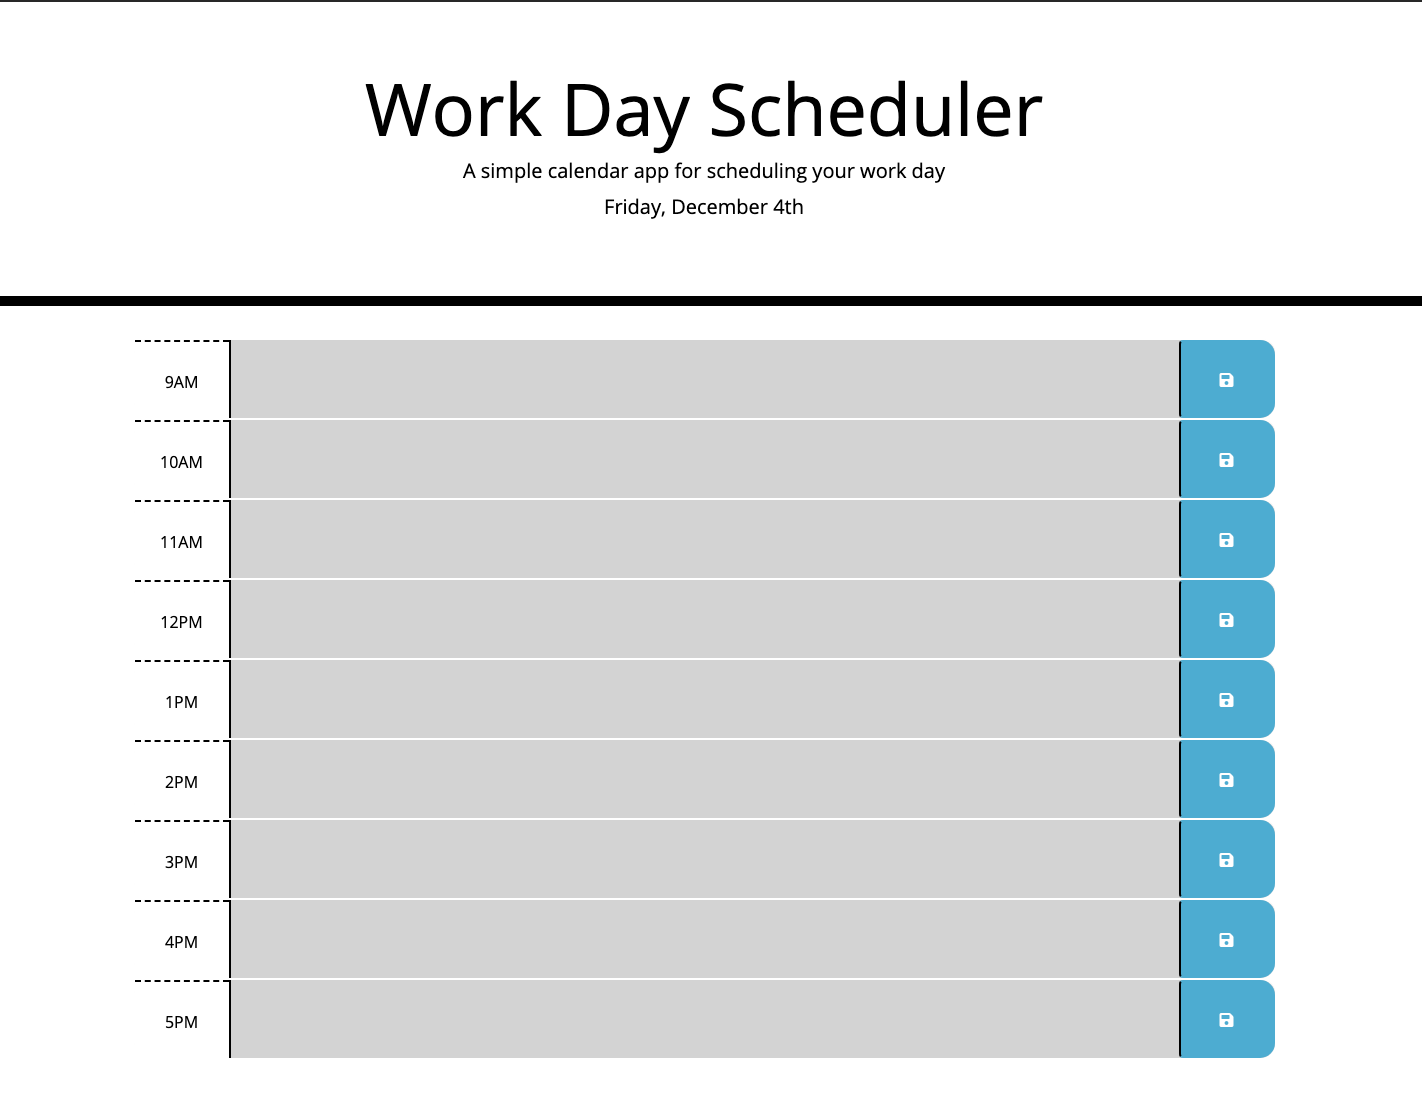 Work Day Scheduler
A simple calendar app for scheduling your work day
Friday, December 4th
9AM
10AM
11AM
12PM
1PM
2PM
3PM
4PM
5PM